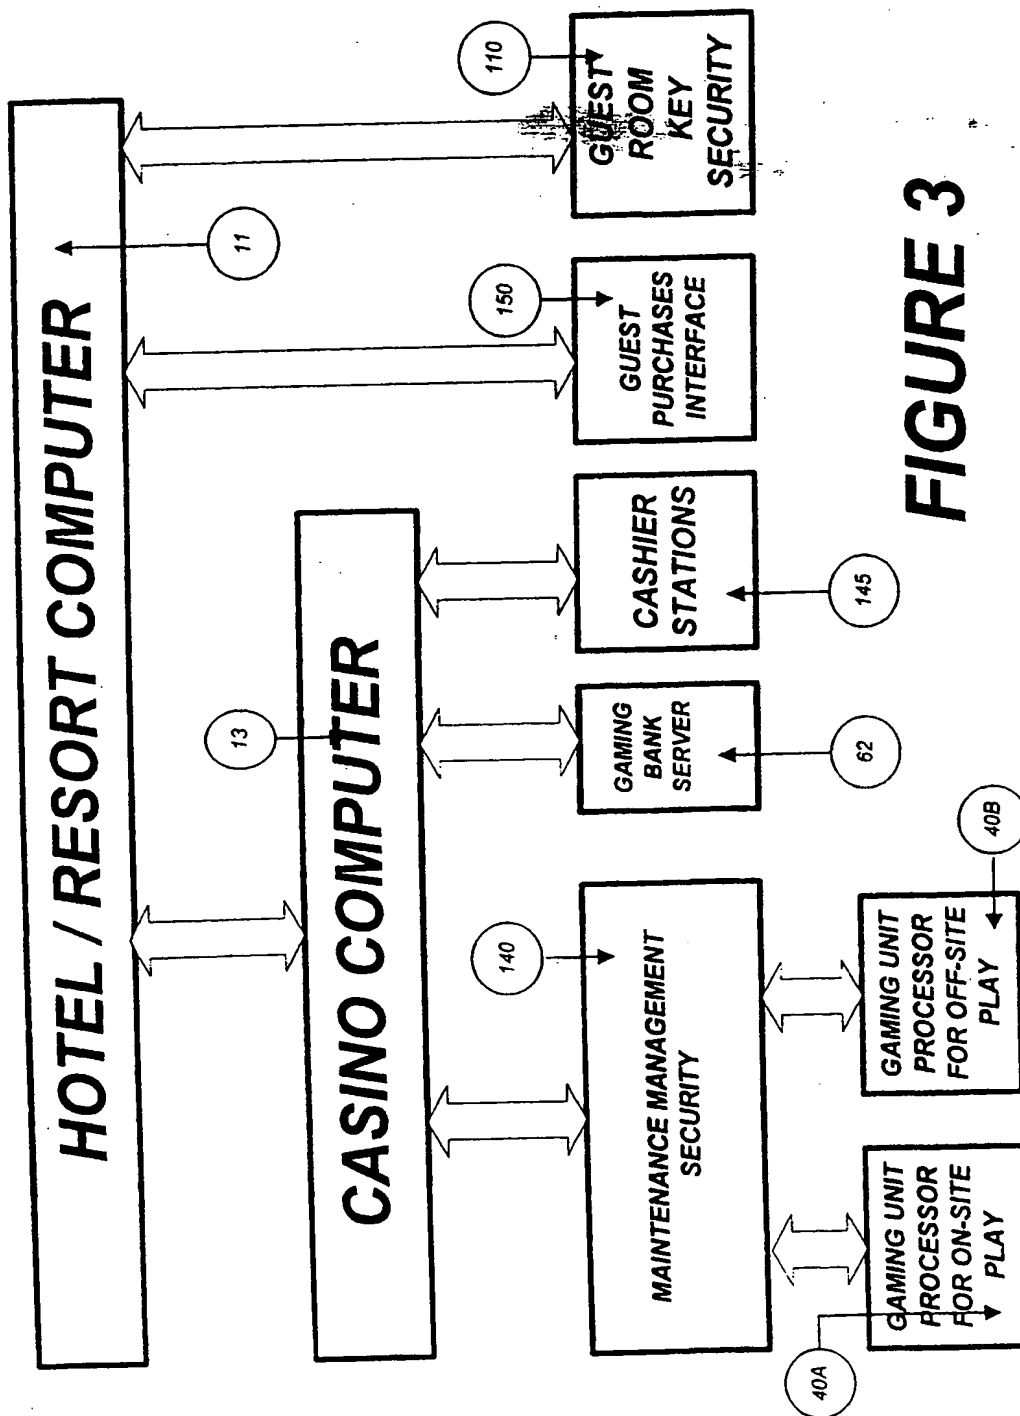 HOTEL / RESORT COMPUTER
11
CASINO COMPUTER
13
MAINTENANCE MANAGEMENT
SECURITY
140
GAMING
BANK
SERVER
62
CASHIER
STATIONS
145
GUEST
PURCHASES
INTERFACE
150
GUEST
ROOM
KEY
SECURITY
110
GAMING UNIT
PROCESSOR
FOR ON-SITE
PLAY
40A
GAMING UNIT
PROCESSOR
FOR OFF-SITE
PLAY
40B
FIGURE 3